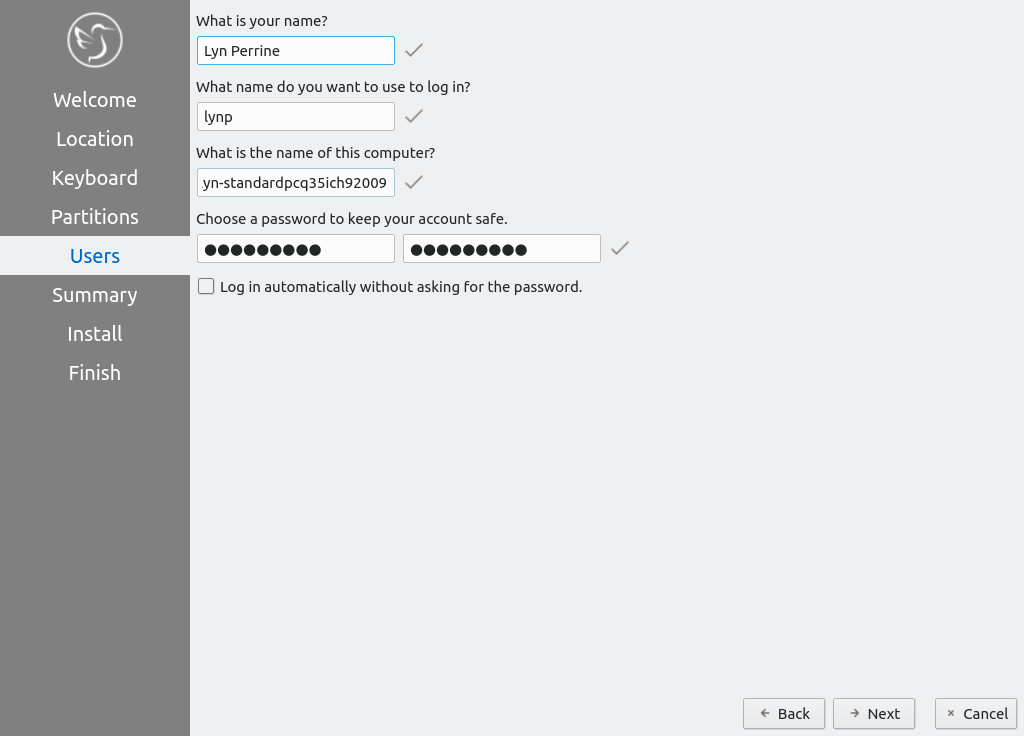 What is your name?
Lyn Perrine
Welcome
What name do you want to use to log in?
Location
lynp
What is the name of this computer?
Keyboard
yn-standardpcq35ich92009
Partitions
Choose a password to keep your account safe.
Users
●●●●●●●●● ●●●●●●●●●
Log in automatically without asking for the password.
Summary
Install
Finish
Back Next Cancel